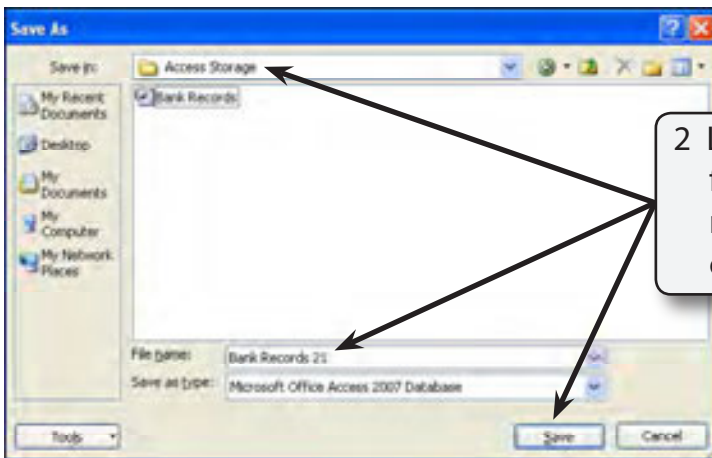 Save As
Save in: Access Storage
My Recent
Documents
Desktop
My
Documents
My
Computer
My Network
Places
Bank Records
2
File name: Bank Records 21
Save as type: Microsoft Office Access 2007 Database
Tools
Save
Cancel